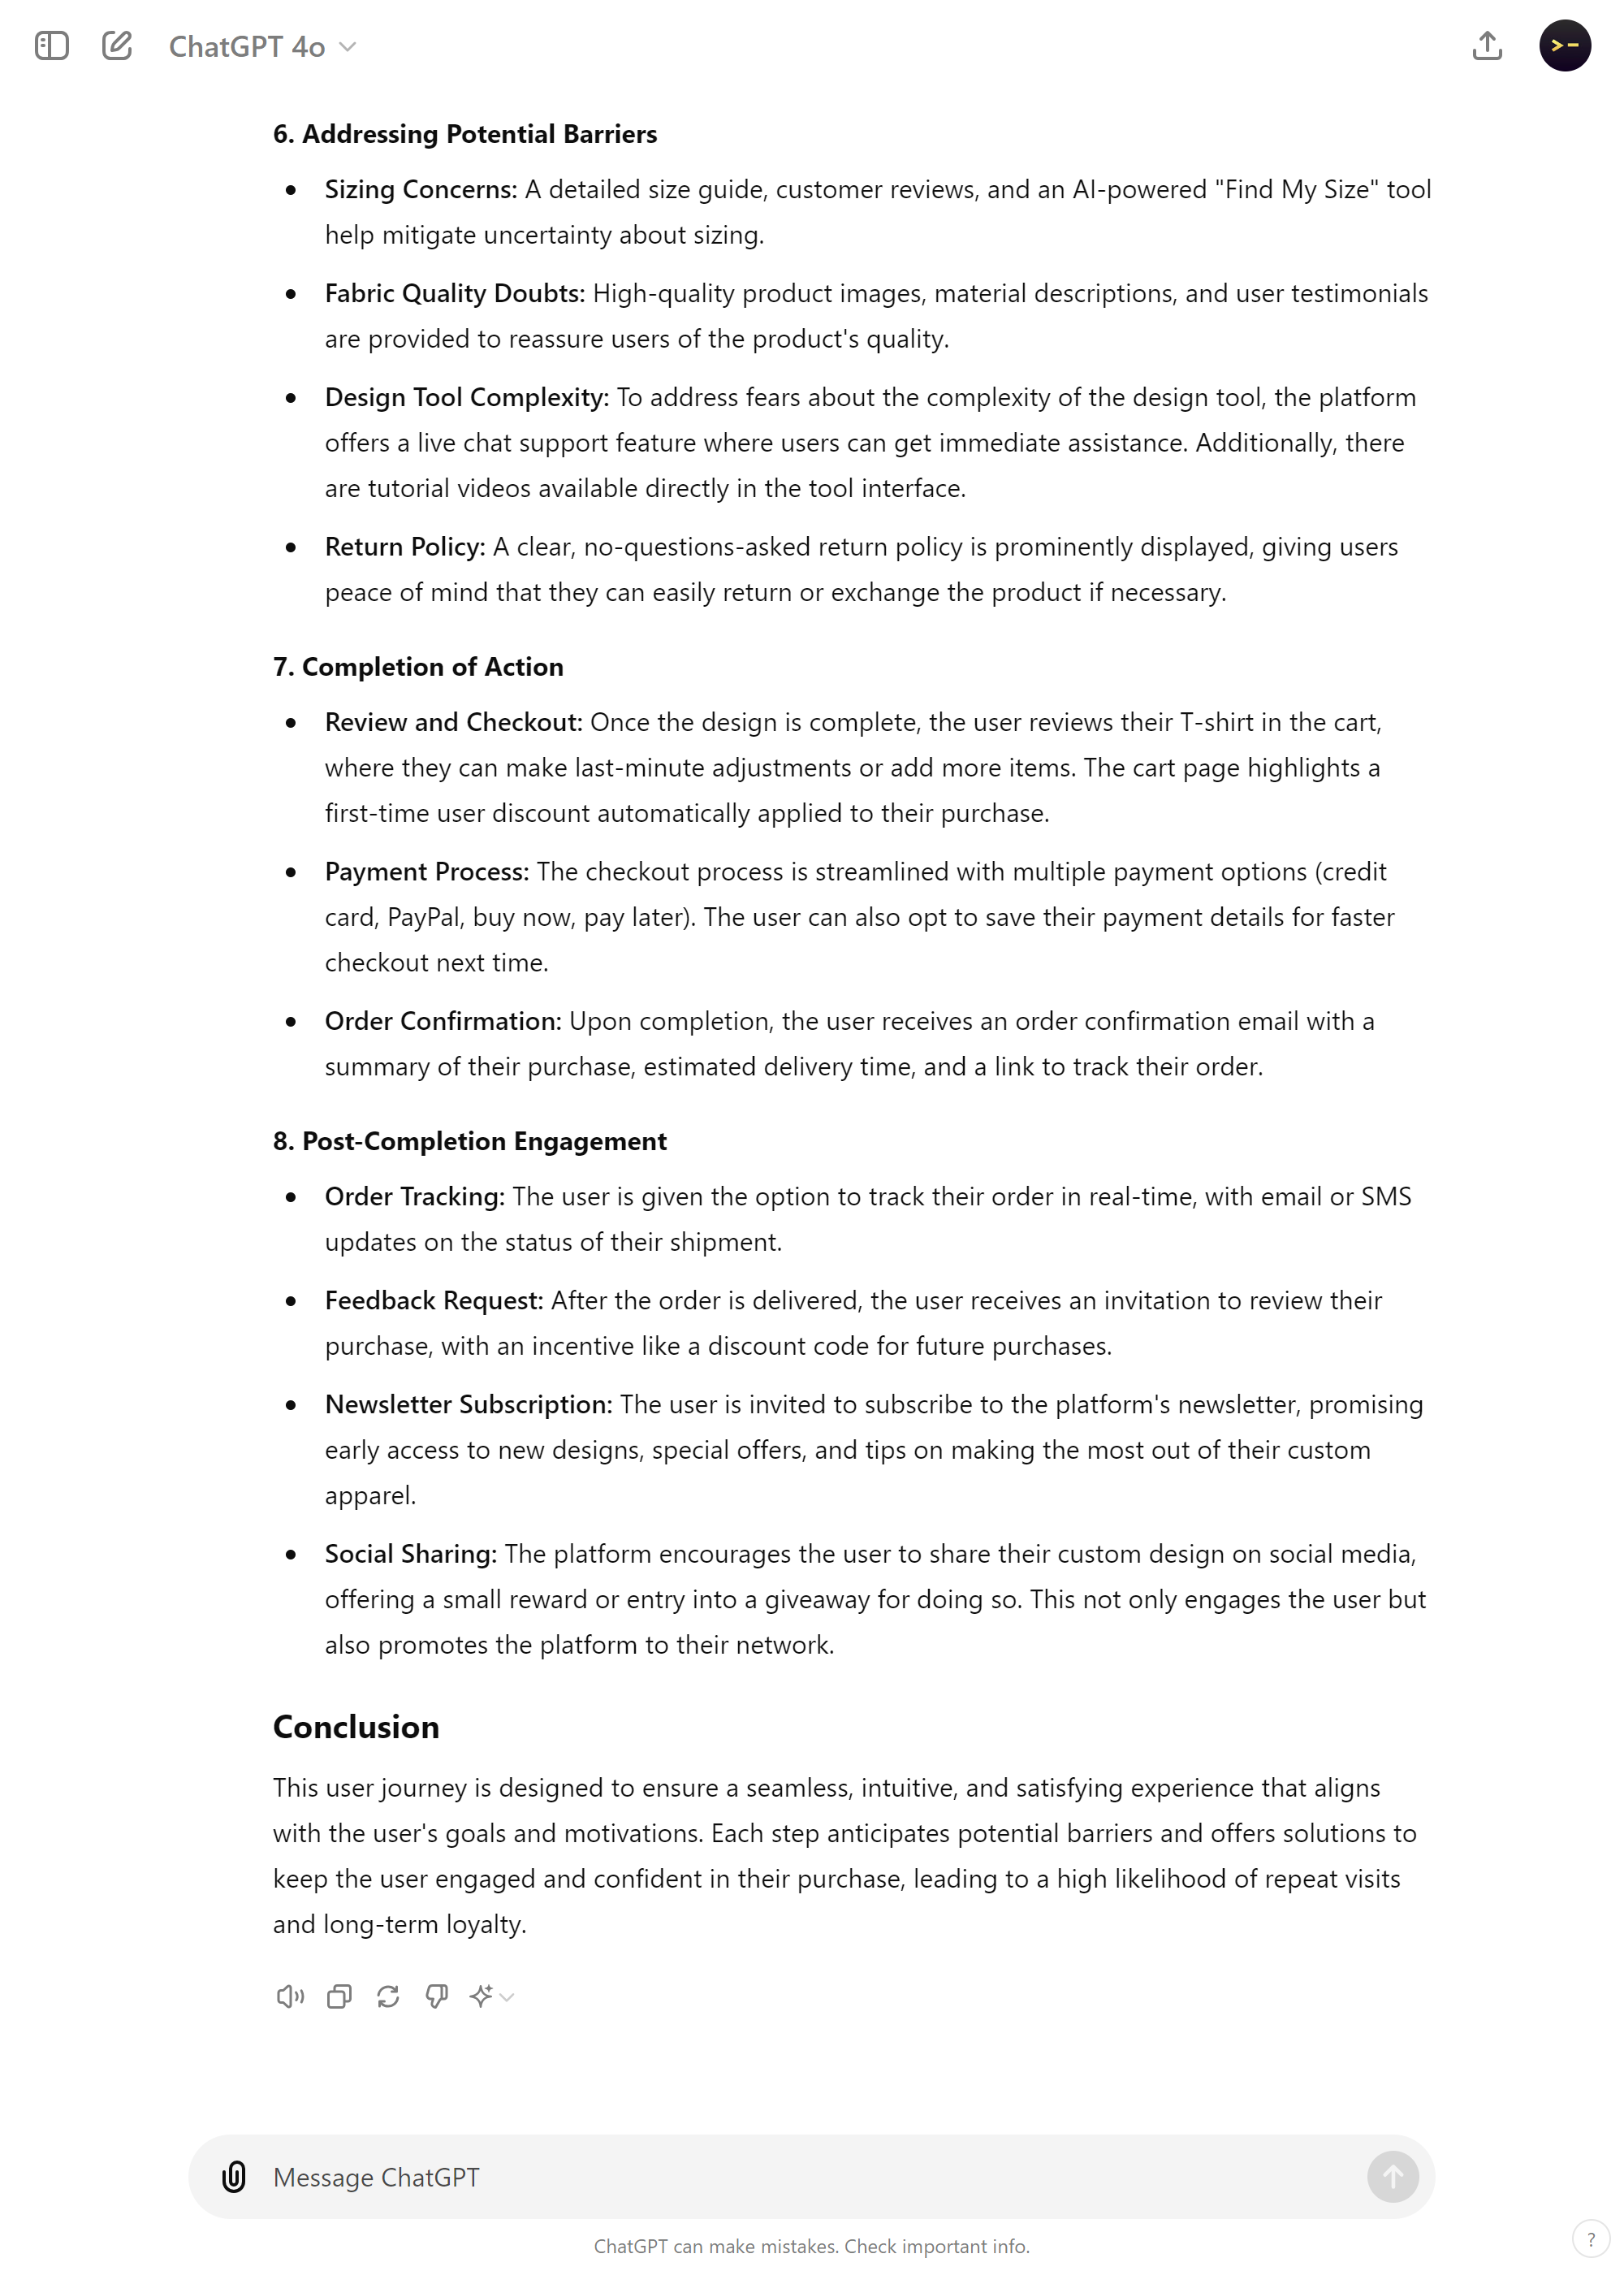 ChatGPT 4o
6. Addressing Potential Barriers
Sizing Concerns: A detailed size guide, customer reviews, and an AI-powered "Find My Size" tool
help mitigate uncertainty about sizing.
Fabric Quality Doubts: High-quality product images, material descriptions, and user testimonials
are provided to reassure users of the product's quality.
Design Tool Complexity: To address fears about the complexity of the design tool, the platform
offers a live chat support feature where users can get immediate assistance. Additionally, there
are tutorial videos available directly in the tool interface.
Return Policy: A clear, no-questions-asked return policy is prominently displayed, giving users
peace of mind that they can easily return or exchange the product if necessary.
7. Completion of Action
Review and Checkout: Once the design is complete, the user reviews their T-shirt in the cart,
where they can make last-minute adjustments or add more items. The cart page highlights a
first-time user discount automatically applied to their purchase.
Payment Process: The checkout process is streamlined with multiple payment options (credit
card, PayPal, buy now, pay later). The user can also opt to save their payment details for faster
checkout next time.
Order Confirmation: Upon completion, the user receives an order confirmation email with a
summary of their purchase, estimated delivery time, and a link to track their order.
8. Post-Completion Engagement
Order Tracking: The user is given the option to track their order in real-time, with email or SMS
updates on the status of their shipment.
Feedback Request: After the order is delivered, the user receives an invitation to review their
purchase, with an incentive like a discount code for future purchases.
Newsletter Subscription: The user is invited to subscribe to the platform's newsletter, promising
early access to new designs, special offers, and tips on making the most out of their custom
apparel.
Social Sharing: The platform encourages the user to share their custom design on social media,
offering a small reward or entry into a giveaway for doing so. This not only engages the user but
also promotes the platform to their network.
Conclusion
This user journey is designed to ensure a seamless, intuitive, and satisfying experience that aligns
with the user's goals and motivations. Each step anticipates potential barriers and offers solutions to
keep the user engaged and confident in their purchase, leading to a high likelihood of repeat visits
and long-term loyalty.
Message ChatGPT
ChatGPT can make mistakes. Check important info.
?